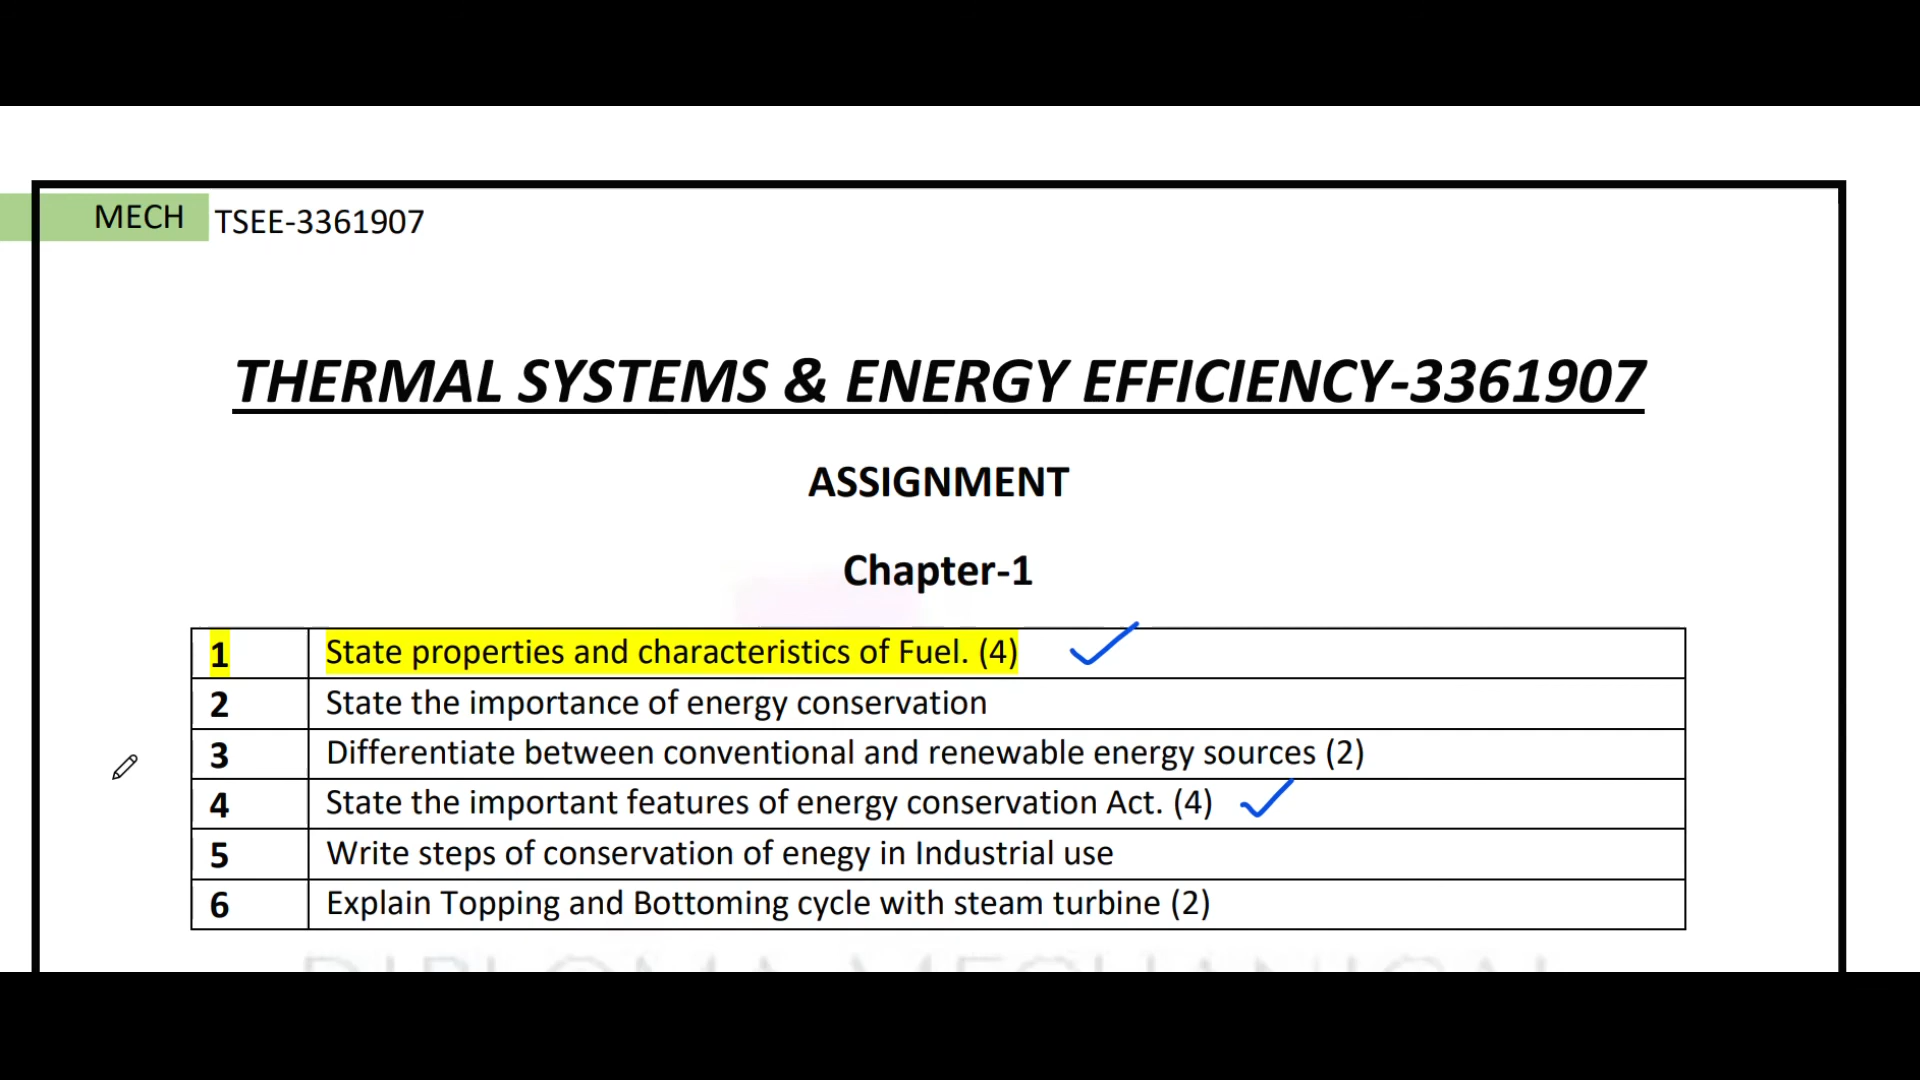 MECH TSEE-3361907
THERMAL SYSTEMS & ENERGY EFFICIENCY-3361907
ASSIGNMENT
Chapter-1
1 State properties and characteristics of Fuel. (4)
2 State the importance of energy conservation
3 Differentiate between conventional and renewable energy sources (2)
4 State the important features of energy conservation Act. (4)
5 Write steps of conservation of enegy in Industrial use
6 Explain Topping and Bottoming cycle with steam turbine (2)